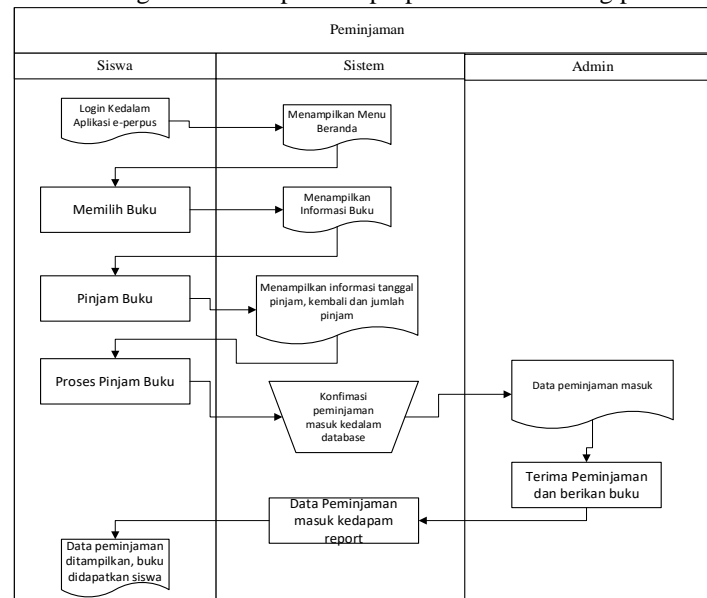 Peminjaman
Siswa
Sistem
Admin
Login Kedalam
Aplikasi e-perpus
Menampilkan Menu
Beranda
Memilih Buku
Menampilkan
Informasi Buku
Pinjam Buku
Menampilkan informasi tanggal
pinjam, kembali dan jumlah
pinjam
Proses Pinjam Buku
Konfimasi
peminjaman
masuk kedalam
database
Data peminjaman masuk
Terima Peminjaman
dan berikan buku
Data Peminjaman
masuk kedapam
report
Data peminjaman
ditampilkan, buku
didapatkan siswa